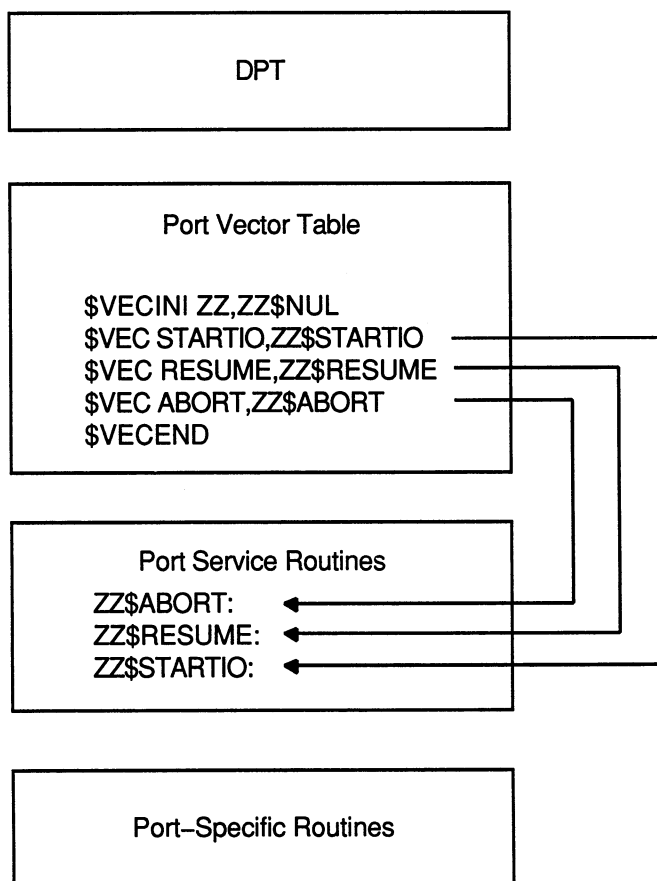 DPT
Port Vector Table
$VECINI ZZ,ZZ$NUL
$VEC STARTIO,ZZ$STARTIO
$VEC RESUME,ZZ$RESUME
$VEC ABORT,ZZ$ABORT
$VECEND
Port Service Routines
ZZ$ABORT:
ZZ$RESUME:
ZZ$STARTIO:
Port–Specific Routines